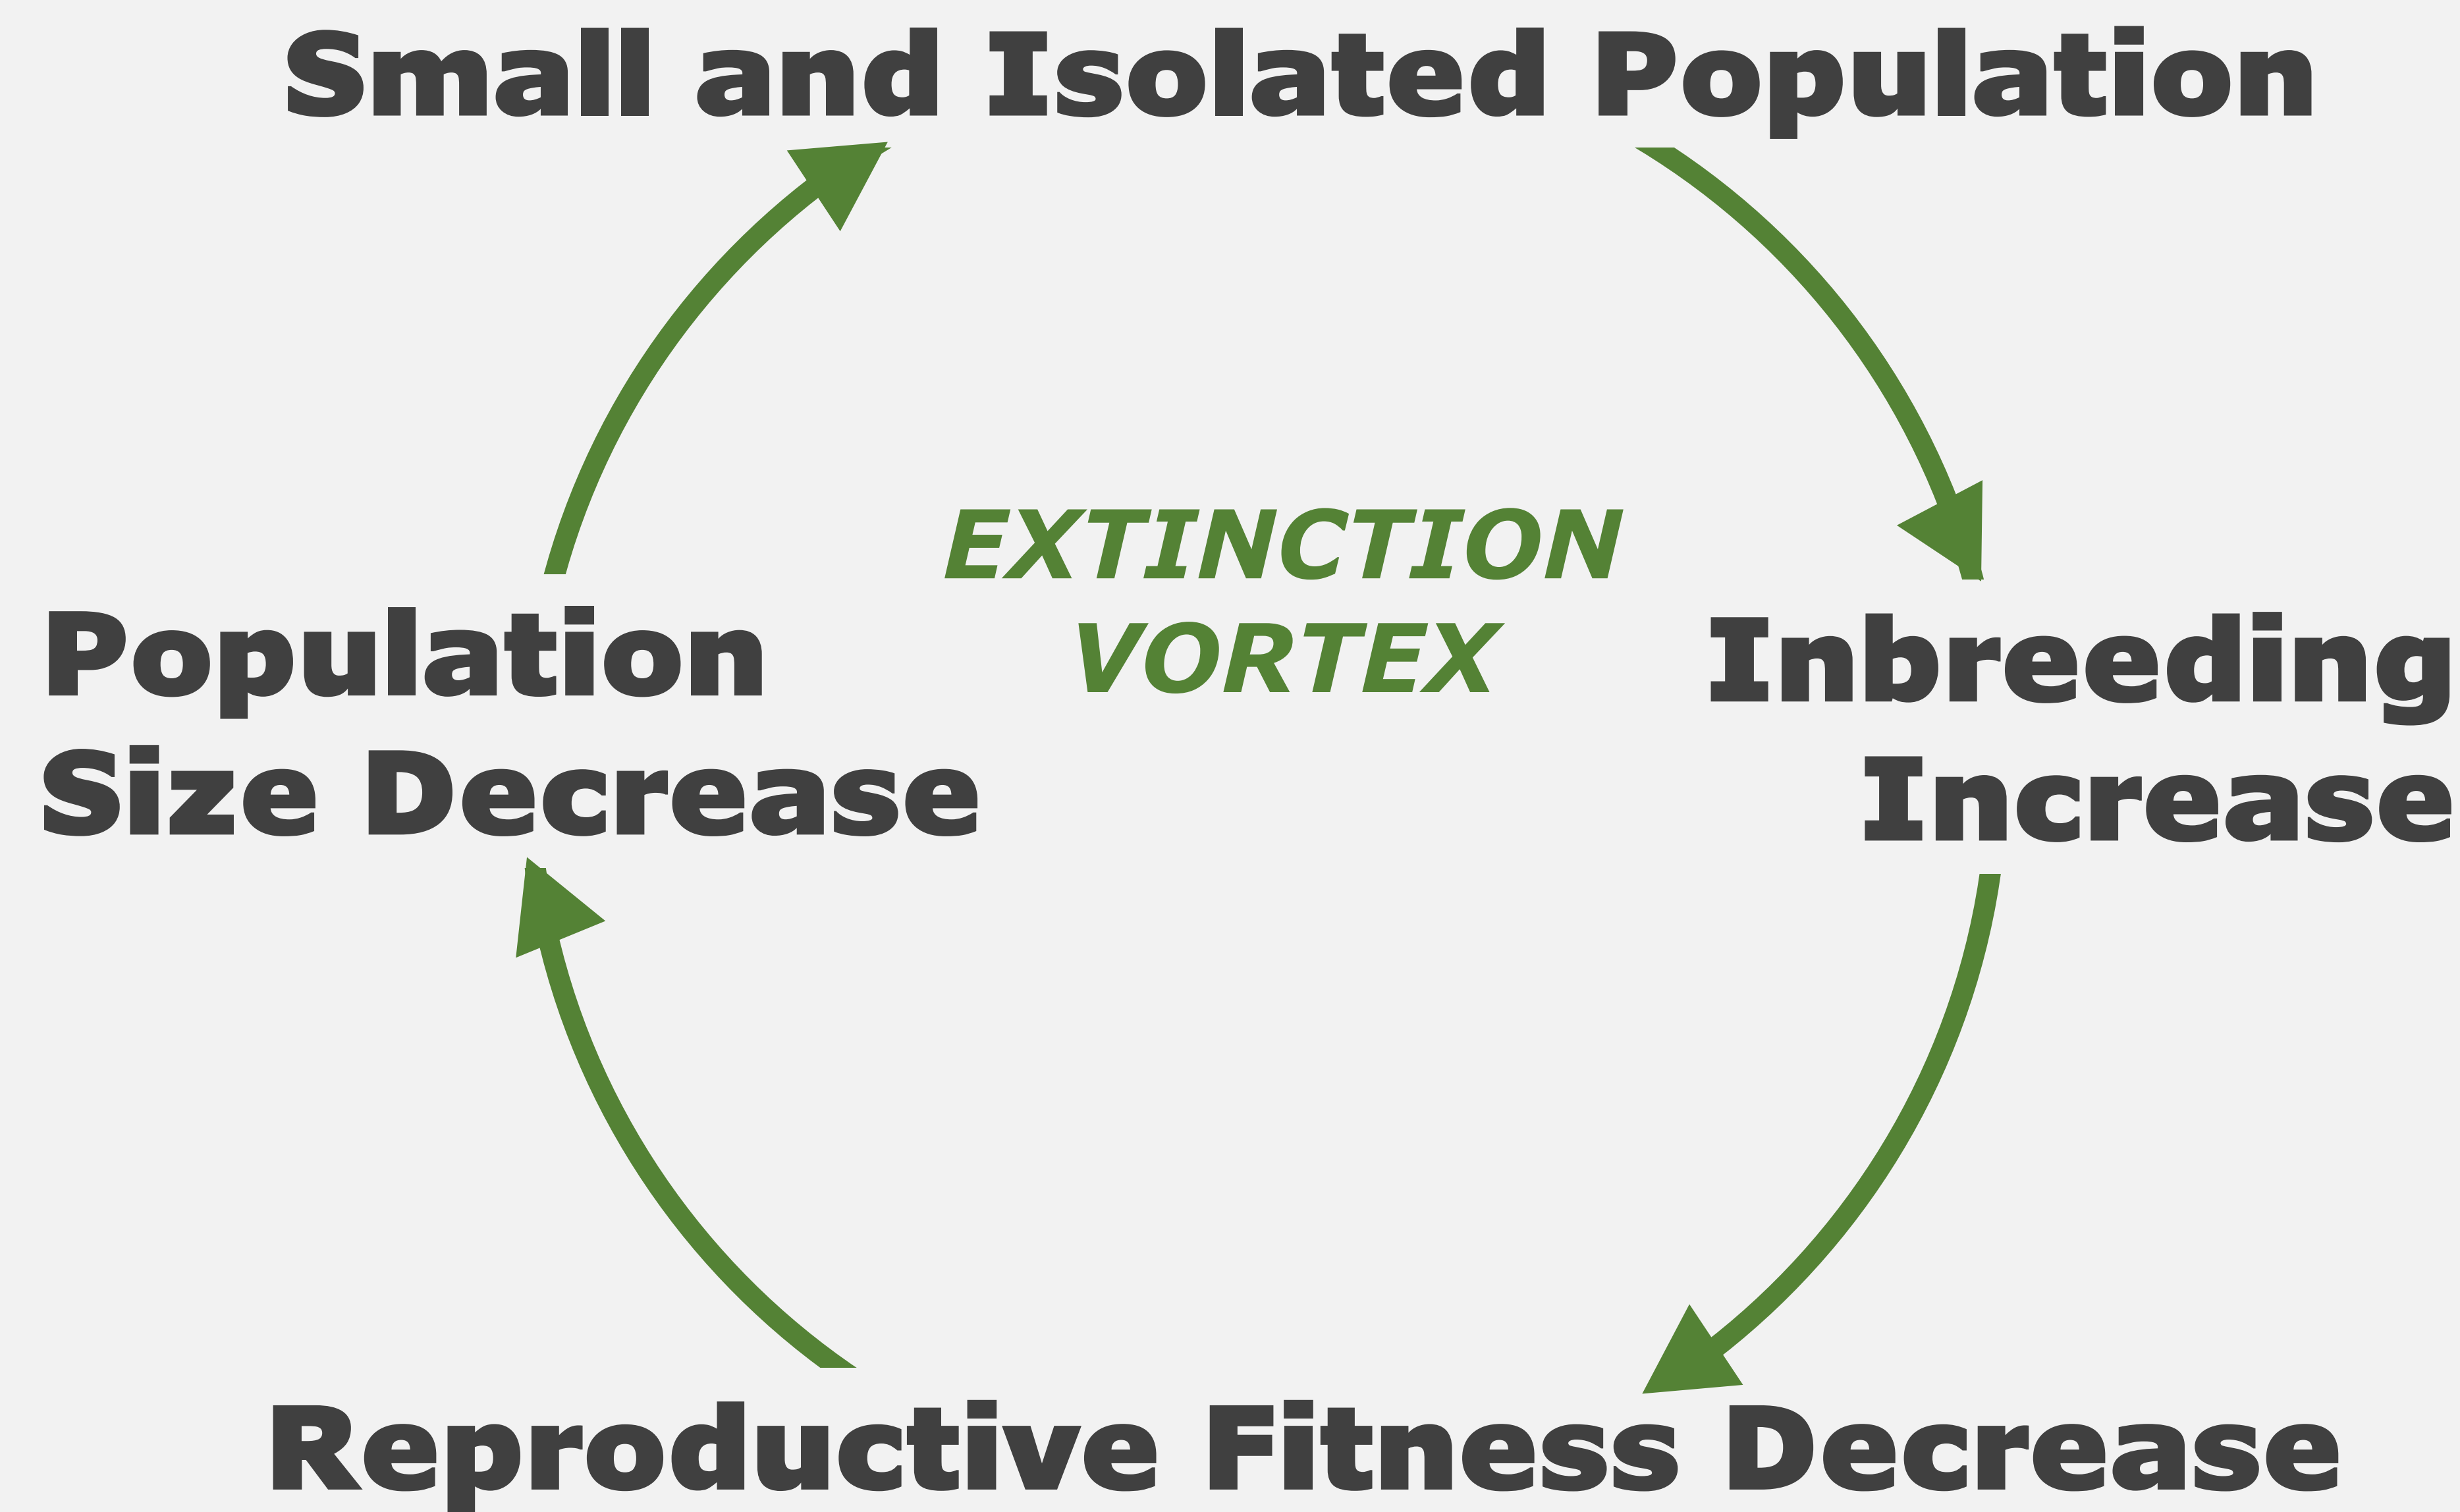 Small and Isolated Population
EXTINCTION
VORTEX
Population
Size Decrease
Inbreeding
Increase
Reproductive Fitness Decrease